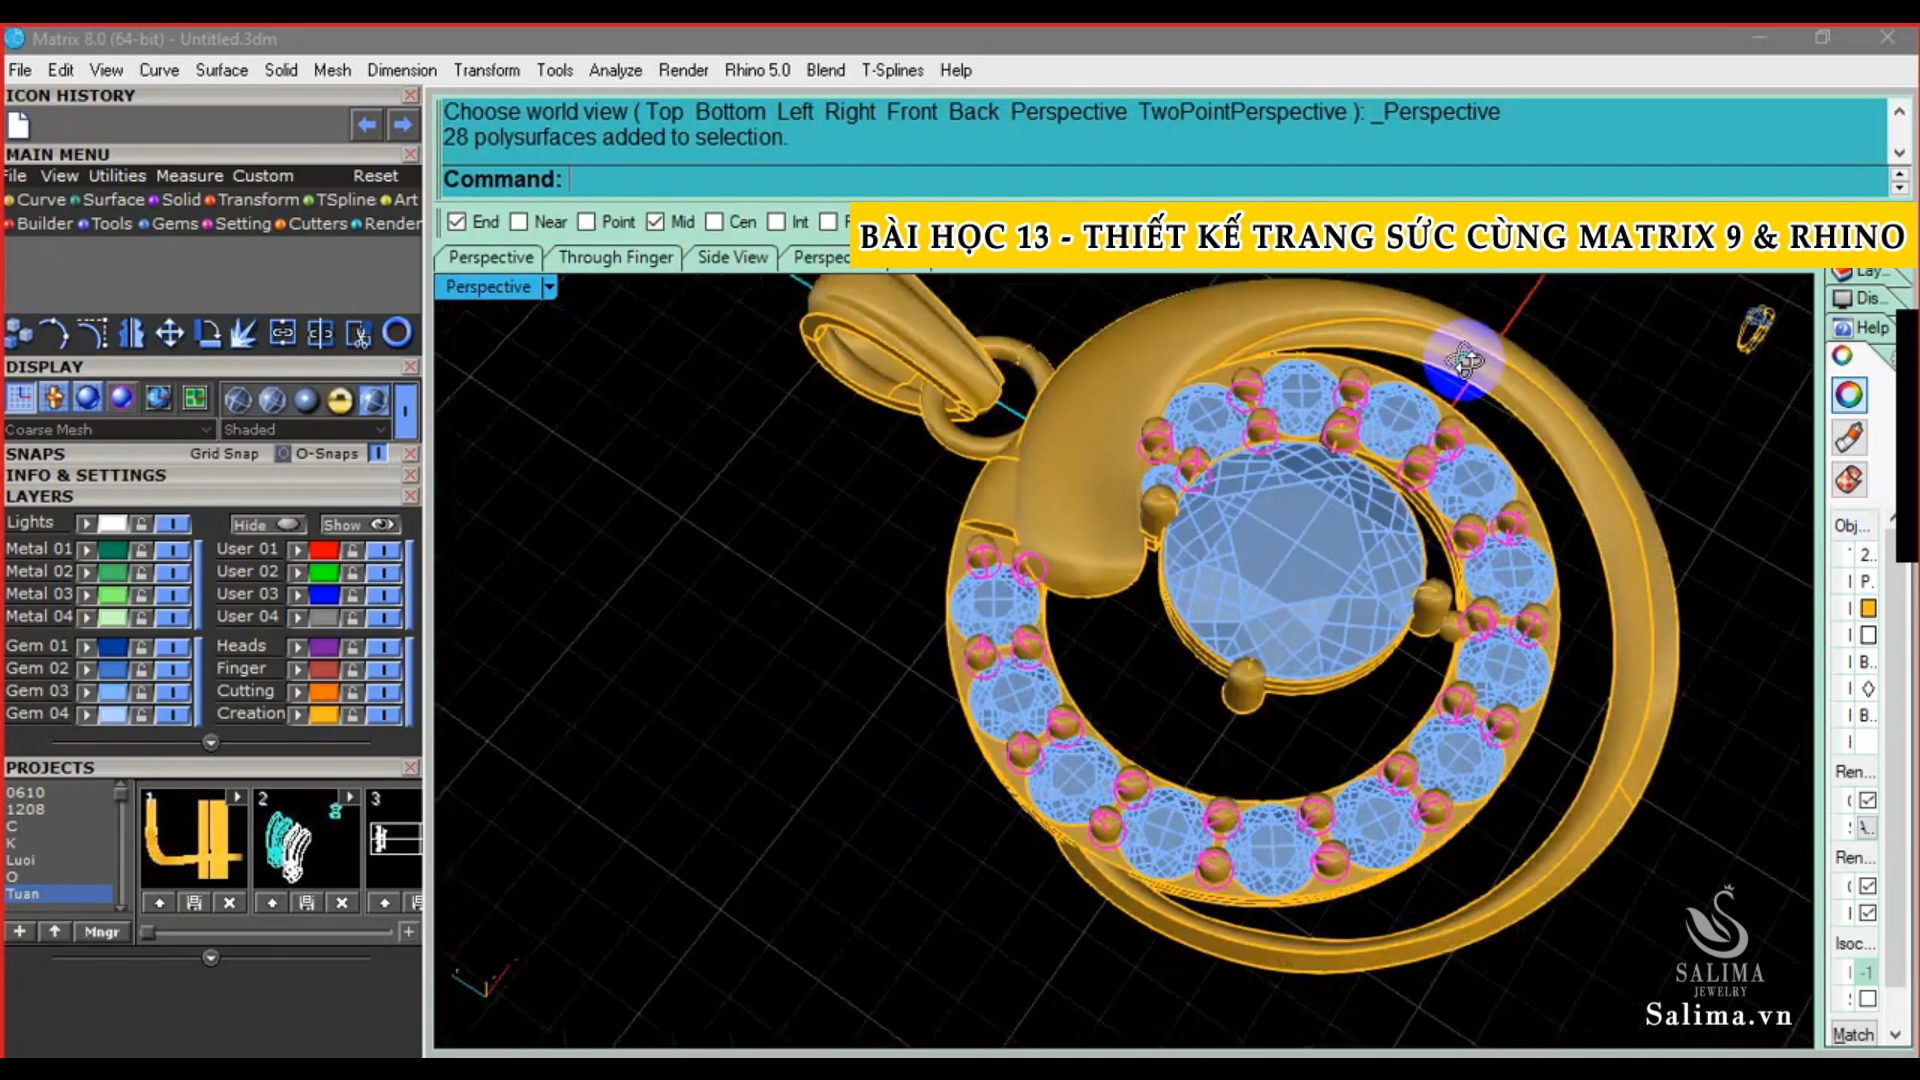 Matrix 8.0 (64-bit) - Untitled.3dm
File Edit View Curve Surface Solid Mesh Dimension Transform Tools Analyze Render Rhino 5.0 Blend T-Splines Help
ICON HISTORY
MAIN MENU
File View Utilities Measure Custom Reset
Curve Surface Solid Transform TSpline Art
Builder Tools Gems Setting Cutters Render
DISPLAY
Coarse Mesh Shaded
SNAPS Grid Snap O-Snaps
INFO & SETTINGS
LAYERS
Lights Hide Show
Metal 01 User 01
Metal 02 User 02
Metal 03 User 03
Metal 04 User 04
Gem 01 Heads
Gem 02 Finger
Gem 03 Cutting
Gem 04 Creation
PROJECTS
0610
1208
C
K
Luoi
O
Tuan
1 2 3
Mngr
Choose world view ( Top Bottom Left Right Front Back Perspective TwoPointPerspective ): _Perspective
28 polysurfaces added to selection.
Command:
End Near Point Mid Cen Int
BÀI HỌC 13 - THIẾT KẾ TRANG SỨC CÙNG MATRIX 9 & RHINO
Perspective Through Finger Side View Perspec
Perspective
Lay...
Dis...
Help
Obj...
2..
P.
B..
B..
Ren...
Ren...
Isoc...
-1
Match
SALIMA
JEWELRY
Salima.vn